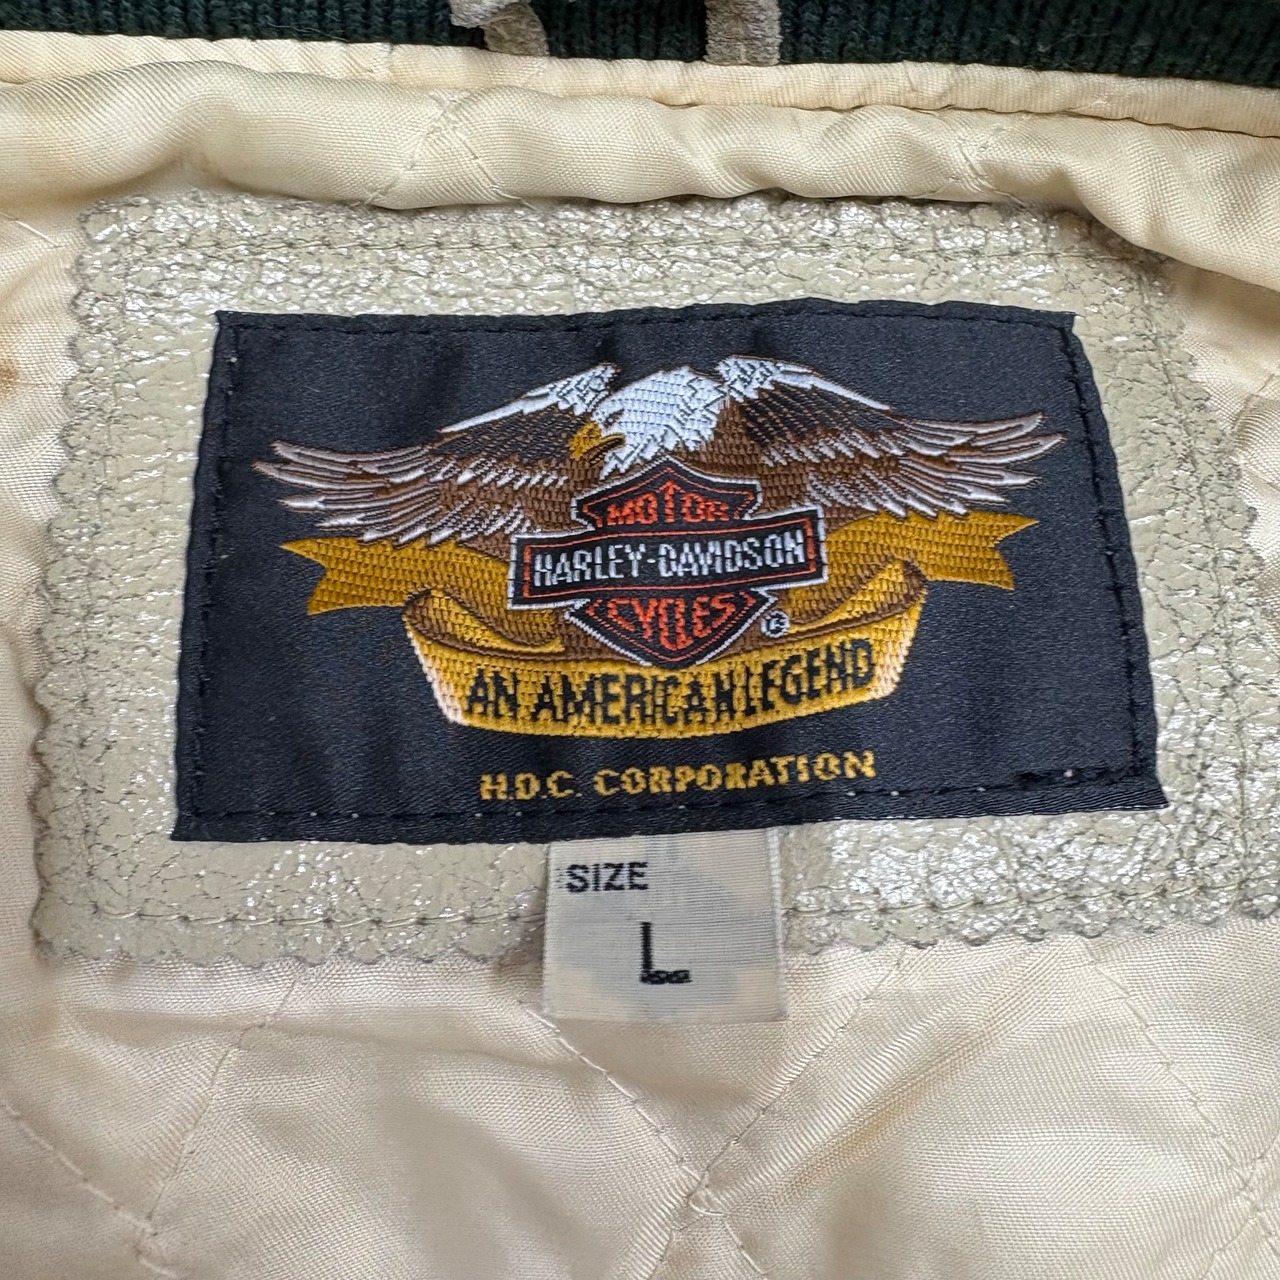 MOTOR
HARLEY-DAVIDSON
CYCLES
®
AN AMERICAN LEGEND
H.D.C. CORPORATION
SIZE
L